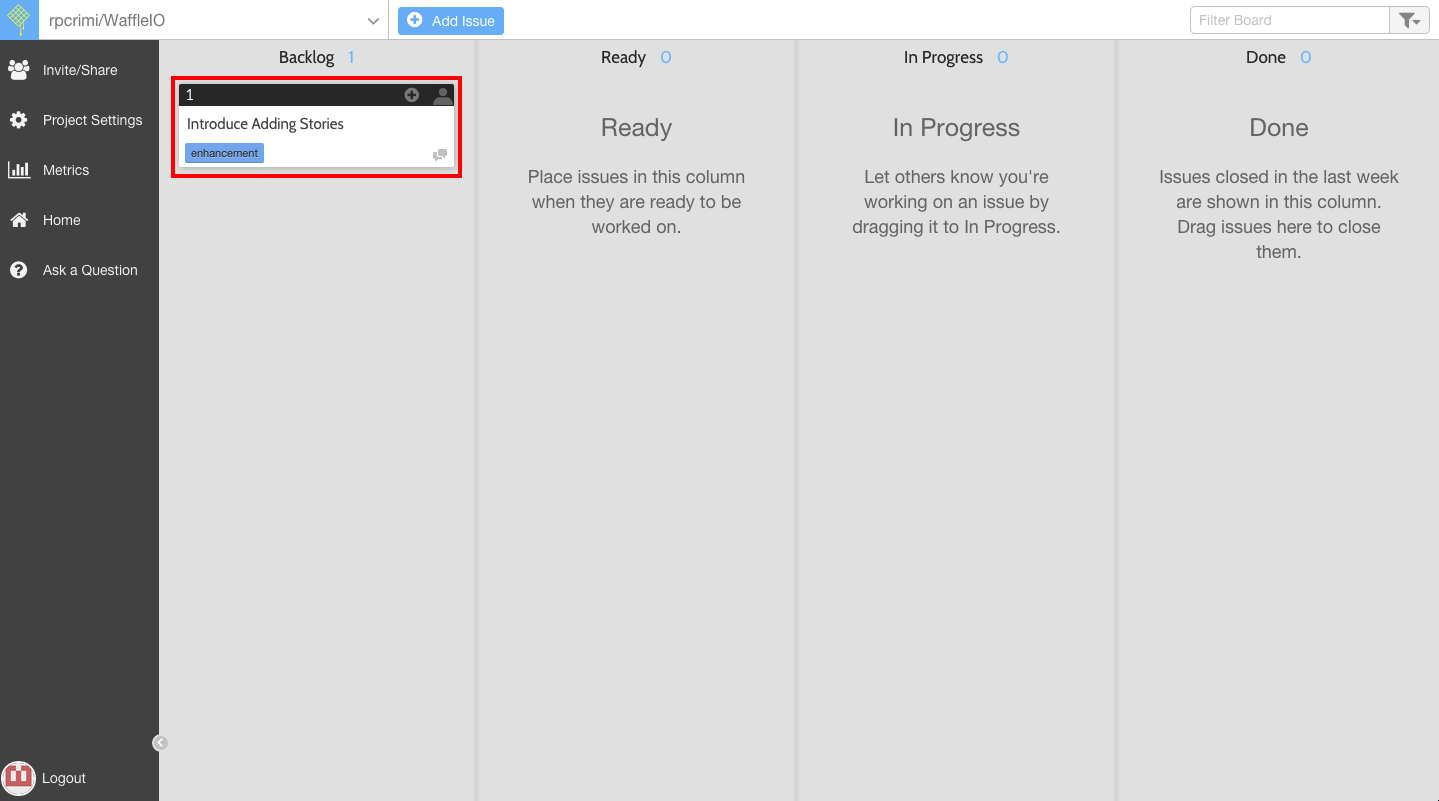 rpcrimi/WaffleIO
Add Issue
Filter Board
Invite/Share
Project Settings
Metrics
Home
Ask a Question
Logout
Backlog 1
1
Introduce Adding Stories
enhancement
Ready 0
Ready
Place issues in this column
when they are ready to be
worked on.
In Progress 0
In Progress
Let others know you're
working on an issue by
dragging it to In Progress.
Done 0
Done
Issues closed in the last week
are shown in this column.
Drag issues here to close
them.